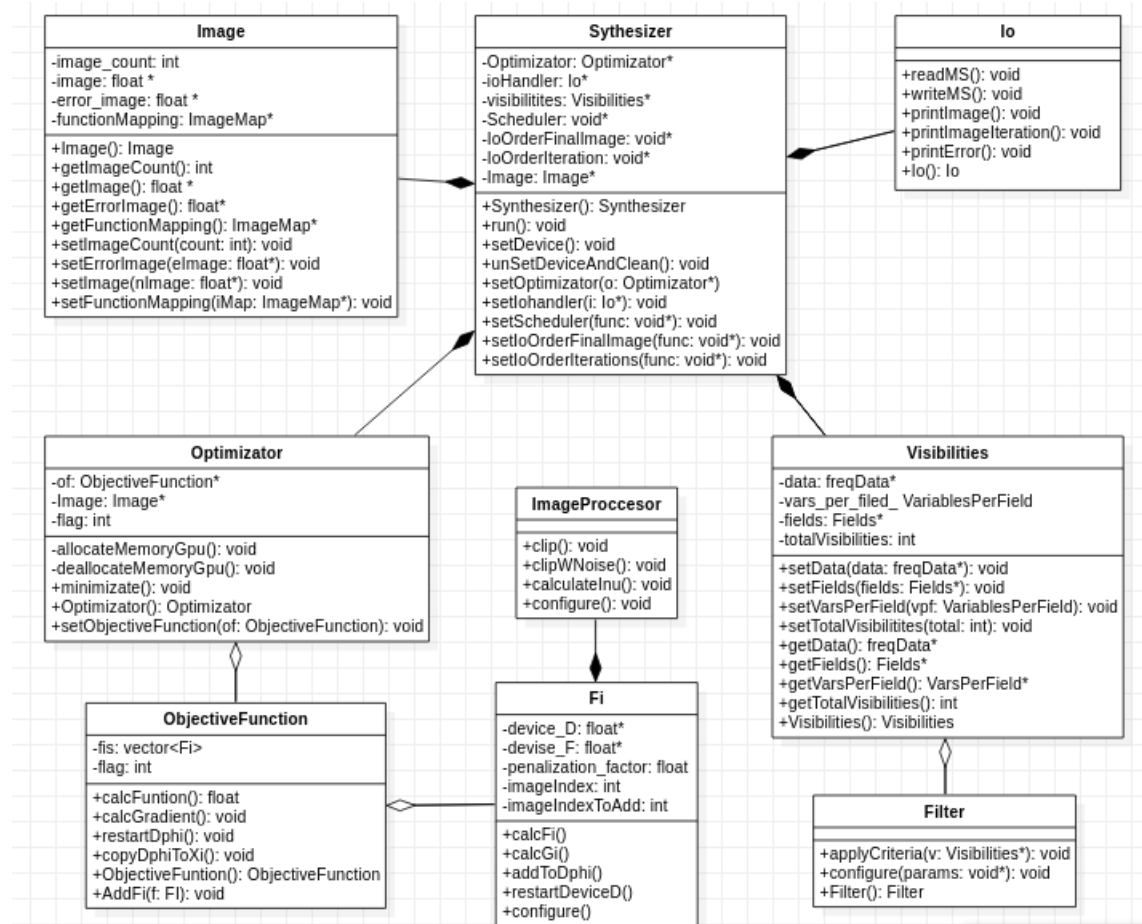 Image
-image_count: int
-image: float *
-error_image: float *
-functionMapping: ImageMap*
+Image(): Image
+getImageCount(): int
+getImage(): float *
+getErrorImage(): float*
+getFunctionMapping(): ImageMap*
+setImageCount(count: int): void
+setErrorImage(eImage: float*): void
+setImage(nImage: float*): void
+setFunctionMapping(iMap: ImageMap*): void
Sythesizer
-Optimizator: Optimizator*
-ioHandler: Io*
-visibilitites: Visibilities*
-Scheduler: void*
-IoOrderFinalImage: void*
-IoOrderIteration: void*
-Image: Image*
+Synthesizer(): Synthesizer
+run(): void
+setDevice(): void
+unSetDeviceAndClean(): void
+setOptimizator(o: Optimizator*)
+setIohandler(i: Io*): void
+setScheduler(func: void*): void
+setIoOrderFinalImage(func: void*): void
+setIoOrderIterations(func: void*): void
Io
+readMS(): void
+writeMS(): void
+printImage(): void
+printImageIteration(): void
+printError(): void
+Io(): Io
Optimizator
-of: ObjectiveFunction*
-Image: Image*
-flag: int
-allocateMemoryGpu(): void
-deallocateMemoryGpu(): void
+minimizate(): void
+Optimizator(): Optimizator
+setObjectiveFunction(of: ObjectiveFunction): void
ImageProccesor
+clip(): void
+clipWNoise(): void
+calculateInu(): void
+configure(): void
Visibilities
-data: freqData*
-vars_per_filed_ VariablesPerField
-fields: Fields*
-totalVisibilities: int
+setData(data: freqData*): void
+setFields(fields: Fields*): void
+setVarsPerField(vpf: VariablesPerField): void
+setTotalVisibilitites(total: int): void
+getData(): freqData*
+getFields(): Fields*
+getVarsPerField(): VarsPerField*
+getTotalVisibilities(): int
+Visibilities(): Visibilities
ObjectiveFunction
-fis: vector<Fi>
-flag: int
+calcFuntion(): float
+calcGradient(): void
+restartDphi(): void
+copyDphiToXi(): void
+ObjectiveFuntion(): ObjectiveFunction
+AddFi(f: FI): void
Fi
-device_D: float*
-devise_F: float*
-penalization_factor: float
-imageIndex: int
-imageIndexToAdd: int
+calcFi()
+calcGi()
+addToDphi()
+restartDeviceD()
+configure()
Filter
+applyCriteria(v: Visibilities*): void
+configure(params: void*): void
+Filter(): Filter